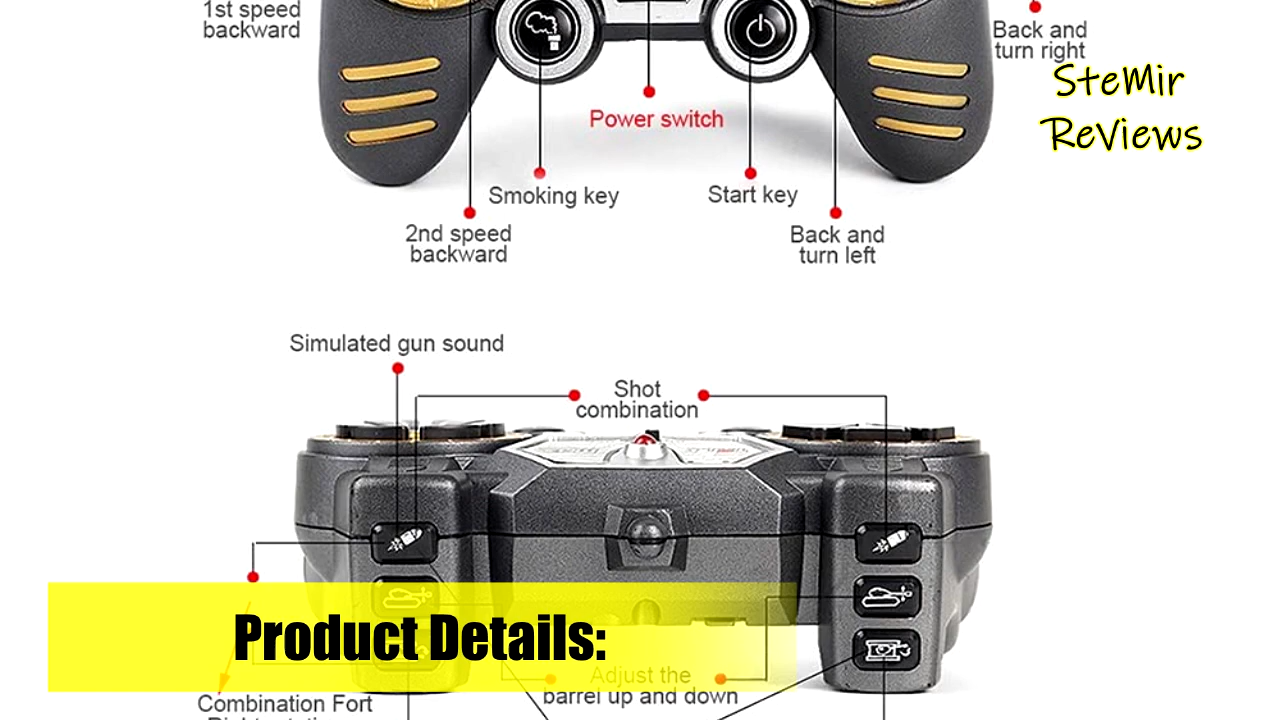 1st speed
backward
Back and
turn right
SteMir
ReViews
Power switch
Smoking key
Start key
2nd speed
backward
Back and
turn left
Simulated gun sound
Shot
combination
Product Details:
Adjust the
barrel up and down
Combination Fort